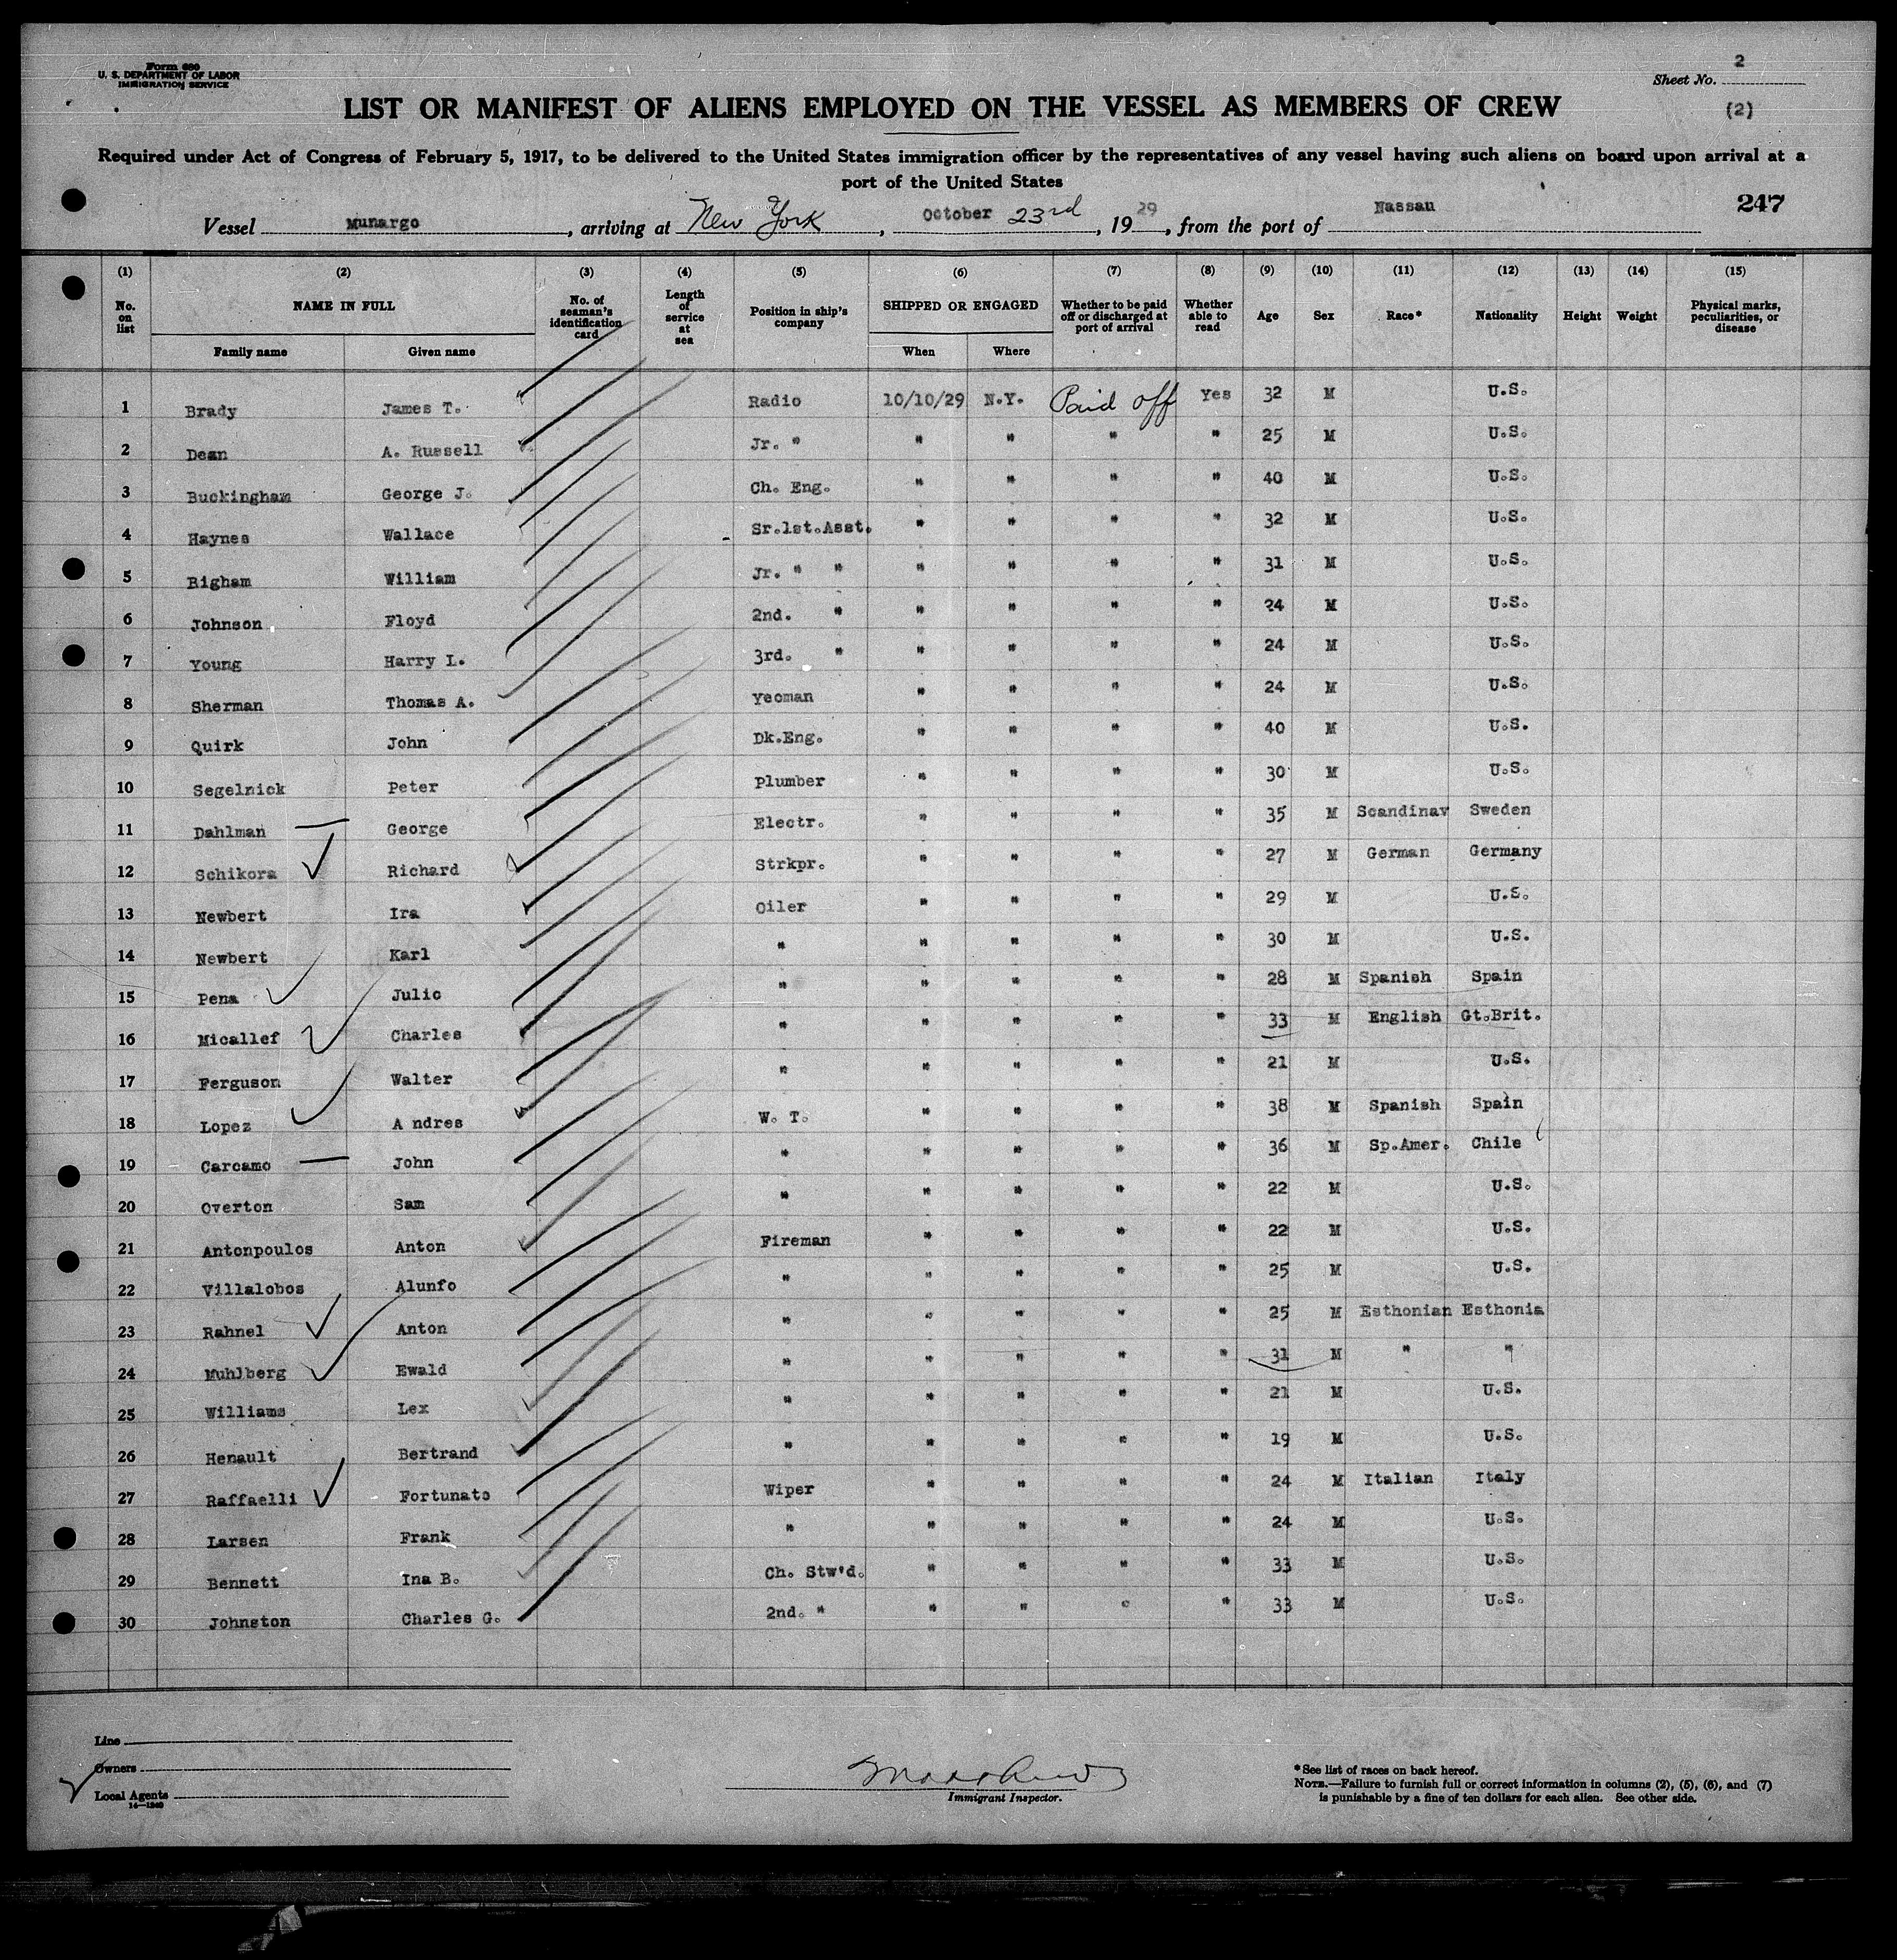 Form 680
U. S. DEPARTMENT OF LABOR
IMMIGRATION SERVICE
Sheet No. 2
(2)
LIST OR MANIFEST OF ALIENS EMPLOYED ON THE VESSEL AS MEMBERS OF CREW
Required under Act of Congress of February 5, 1917, to be delivered to the United States immigration officer by the representatives of any vessel having such aliens on board upon arrival at a
port of the United States
247
Vessel Munargo, arriving at New York, October 23rd, 1929, from the port of Nassau
(1) (2) (3) (4) (5) (6) (7) (8) (9) (10) (11) (12) (13) (14) (15)
No. on list NAME IN FULL No. of seaman's identification card Length of service at sea Position in ship's company SHIPPED OR ENGAGED Whether to be paid off or discharged at port of arrival Whether able to read Age Sex Race* Nationality Height Weight Physical marks, peculiarities, or disease
Family name Given name When Where
1 Brady James T. Radio 10/10/29 N.Y. Paid off Yes 32 M U.S.
2 Dean A. Russell Jr. " " " " " 25 M U.S.
3 Buckingham George J. Ch. Eng. " " " " 40 M U.S.
4 Haynes Wallace Sr.1st.Asst. " " " " 32 M U.S.
5 Bigham William Jr. " " " " " " 31 M U.S.
6 Johnson Floyd 2nd. " " " " " 24 M U.S.
7 Young Harry L. 3rd. " " " " " 24 M U.S.
8 Sherman Thomas A. Yeoman " " " " 24 M U.S.
9 Quirk John Dk.Eng. " " " " 40 M U.S.
10 Segelnick Peter Plumber " " " " 30 M U.S.
11 Dahlman George Electr. " " " " 35 M Scandinav Sweden
12 Schikora Richard Strkpr. " " " " 27 M German Germany
13 Newbert Ira Oiler " " " " 29 M U.S.
14 Newbert Karl " " " " " 30 M U.S.
15 Pena Julio " " " " " 28 M Spanish Spain
16 Micallef Charles " " " " " 33 M English Gt.Brit.
17 Ferguson Walter " " " " " 21 M U.S.
18 Lopez A ndres W. T. " " " " 38 M Spanish Spain
19 Carcamo John " " " " " 36 M Sp.Amer. Chile
20 Overton Sam " " " " " 22 M U.S.
21 Antonpoulos Anton Fireman " " " " 22 M U.S.
22 Villalobos Alunfo " " " " " 25 M U.S.
23 Rahnel Anton " " " " " 25 M Esthonian Esthonia
24 Muhlberg Ewald " " " " " 31 M " "
25 Williams Lex " " " " " 21 M U.S.
26 Henault Bertrand " " " " " 19 M U.S.
27 Raffaelli Fortunato Wiper " " " " 24 M Italian Italy
28 Larsen Frank " " " " " 24 M U.S.
29 Bennett Ina B. Ch. Stw'd. " " " " 33 M U.S.
30 Johnston Charles G. 2nd. " " " " " 33 M U.S.
Line
Owners
Local Agents
14—1240
Immigrant Inspector.
*See list of races on back hereof.
NOTE.—Failure to furnish full or correct information in columns (2), (5), (6), and (7)
is punishable by a fine of ten dollars for each alien. See other side.